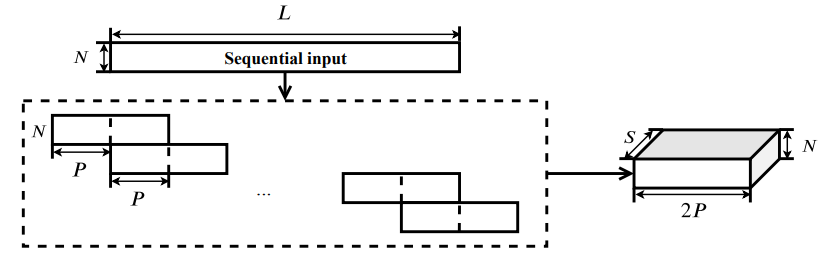 L
N
Sequential input
N
P
P
...
S
N
2P